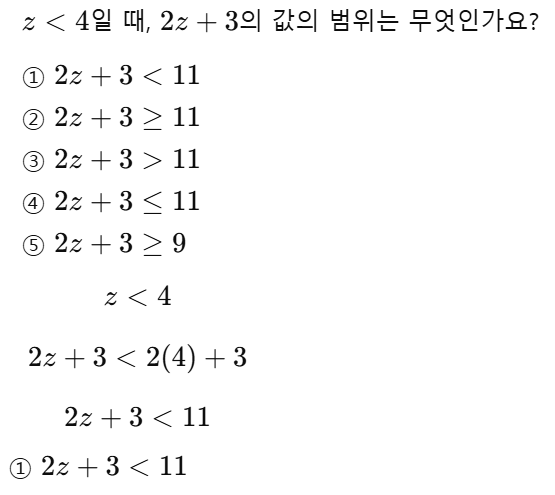 z < 4일 때, 2z + 3의 값의 범위는 무엇인가요?
① 2z + 3 < 11
② 2z + 3 ≥ 11
③ 2z + 3 > 11
④ 2z + 3 ≤ 11
⑤ 2z + 3 ≥ 9
z < 4
2z + 3 < 2(4) + 3
2z + 3 < 11
① 2z + 3 < 11